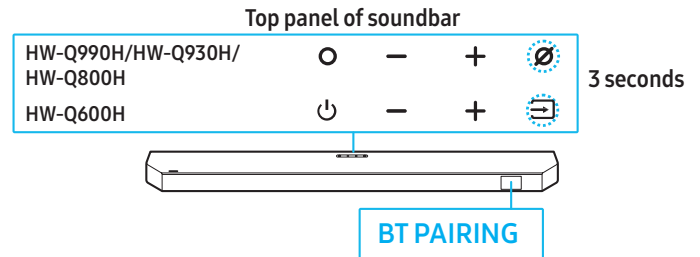 Top panel of soundbar
HW-Q990H/HW-Q930H/
HW-Q800H
3 seconds
HW-Q600H
BT PAIRING